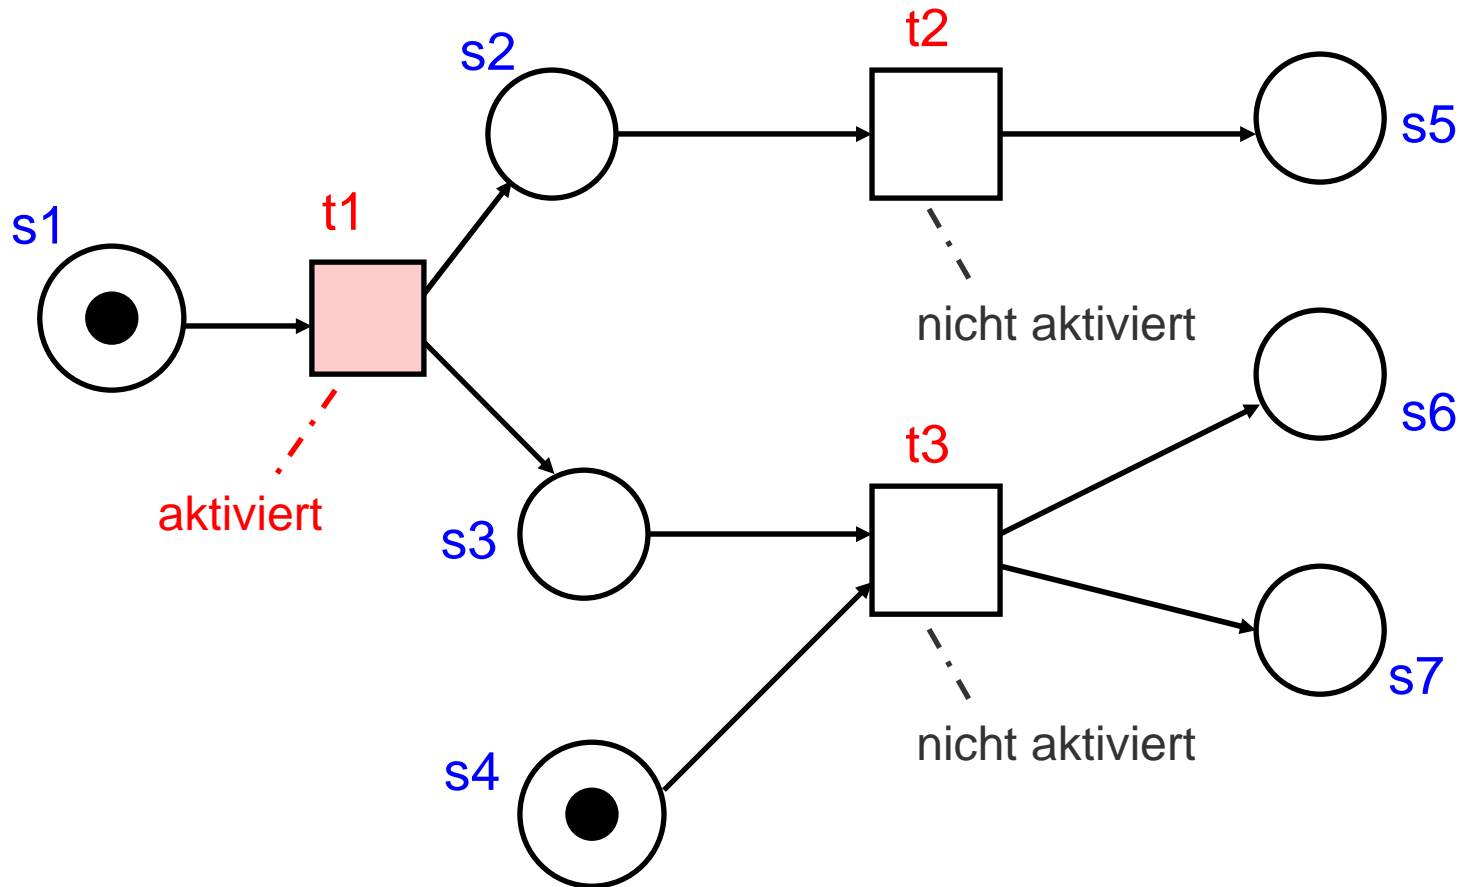 t2
s2
s5
t1
s1
nicht aktiviert
s6
t3
aktiviert
s3
s7
nicht aktiviert
s4